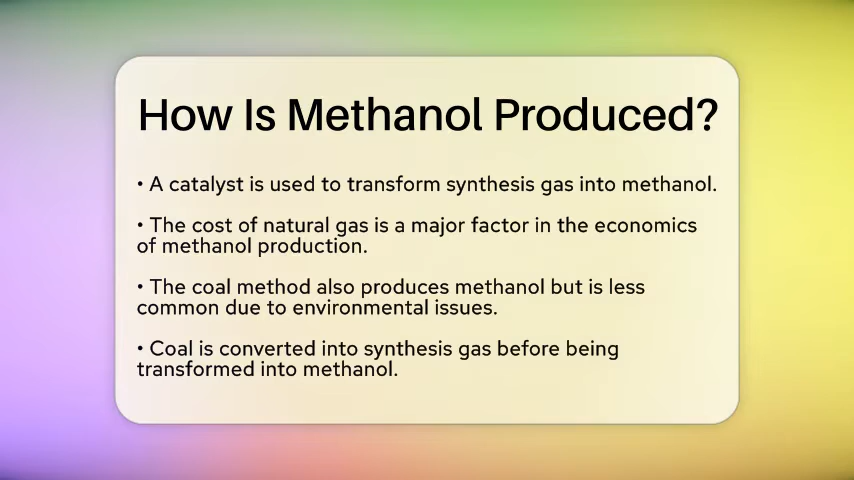 How Is Methanol Produced?
• A catalyst is used to transform synthesis gas into methanol.
• The cost of natural gas is a major factor in the economics
of methanol production.
• The coal method also produces methanol but is less
common due to environmental issues.
• Coal is converted into synthesis gas before being
transformed into methanol.